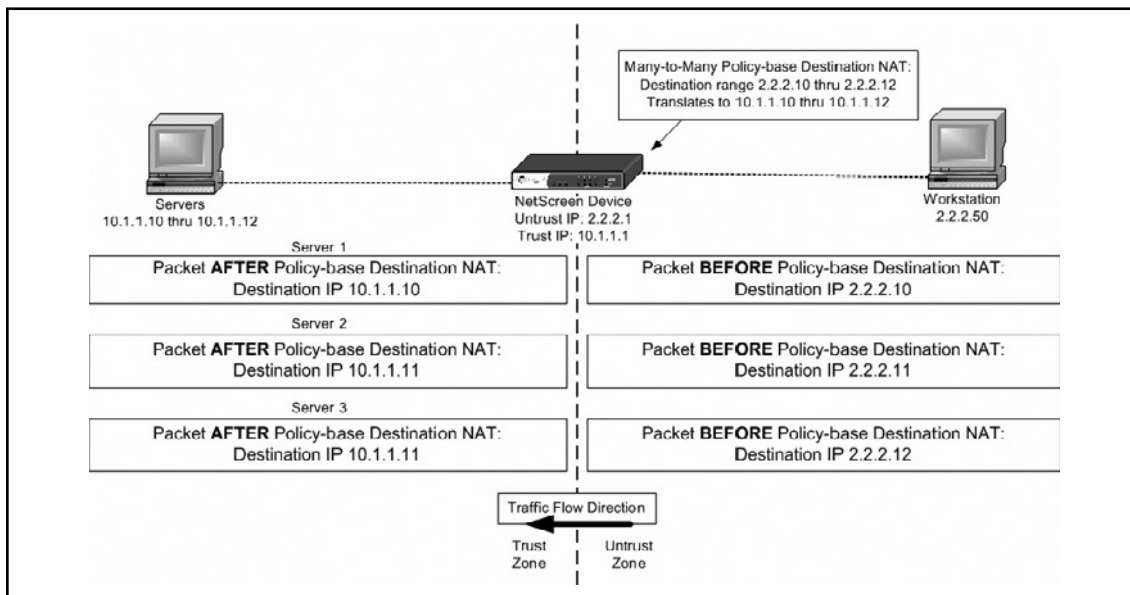 Many-to-Many Policy-base Destination NAT:
Destination range 2.2.2.10 thru 2.2.2.12
Translates to 10.1.1.10 thru 10.1.1.12
Servers
10.1.1.10 thru 10.1.1.12
NetScreen Device
Untrust IP: 2.2.2.1
Trust IP: 10.1.1.1
Workstation
2.2.2.50
Server 1
Packet AFTER Policy-base Destination NAT:
Destination IP 10.1.1.10
Packet BEFORE Policy-base Destination NAT:
Destination IP 2.2.2.10
Server 2
Packet AFTER Policy-base Destination NAT:
Destination IP 10.1.1.11
Packet BEFORE Policy-base Destination NAT:
Destination IP 2.2.2.11
Server 3
Packet AFTER Policy-base Destination NAT:
Destination IP 10.1.1.11
Packet BEFORE Policy-base Destination NAT:
Destination IP 2.2.2.12
Traffic Flow Direction
Trust
Zone
Untrust
Zone